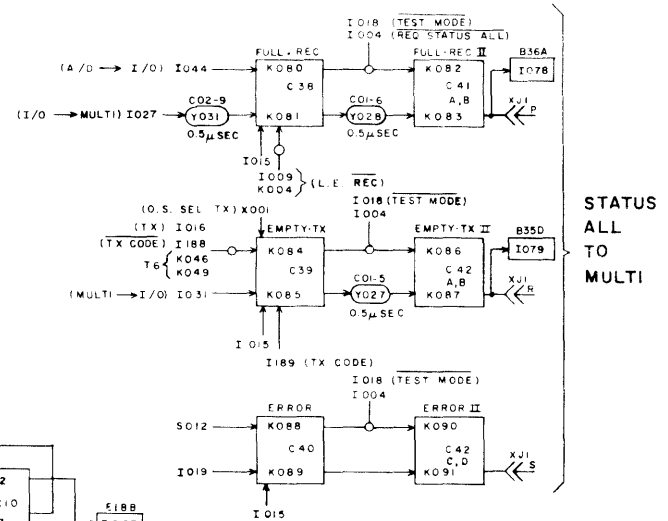 I018 (TEST MODE)
I004 (REQ STATUS ALL)
FULL·REC
FULL·REC II
B36A
(A/D → I/O) I044
K080
K082
I078
C38
C41
A,B
(I/O → MULTI) I027
C02-9
Y031
0.5μSEC
K081
C01-6
Y028
0.5μSEC
K083
XJ1
P
I015
I009
K004
(L.E. REC)
(O.S. SEL TX) X001
I018 (TEST MODE)
I004
(TX) I016
EMPTY·TX
EMPTY·TX II
B35D
(TX CODE) I188
K084
K086
I079
T6
K046
K049
C39
C42
A,B
(MULTI → I/O) I031
K085
C01-5
Y027
0.5μSEC
K087
XJ1
R
I015
I189 (TX CODE)
STATUS
ALL
TO
MULTI
I018 (TEST MODE)
I004
ERROR
ERROR II
S012
K088
K090
C40
C42
C,D
I019
K089
K091
XJ1
S
I015
E18B